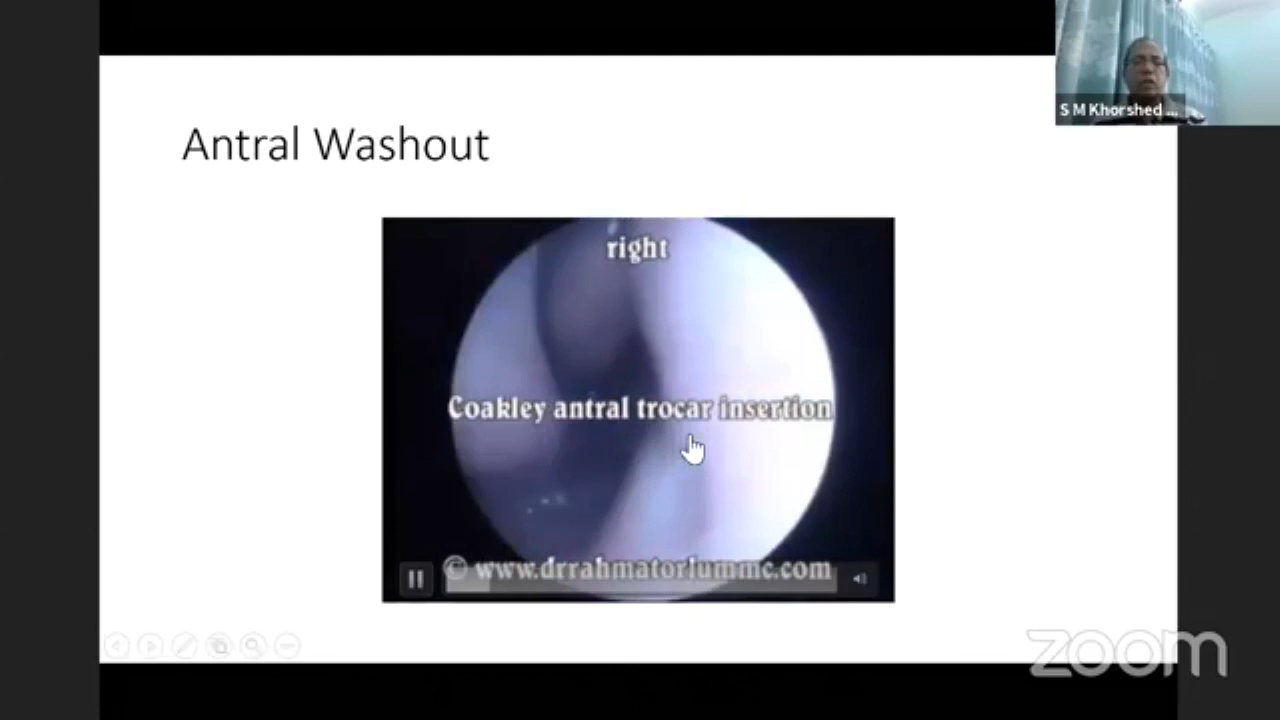 S M Khorshed ...
Antral Washout
right
Coakley antral trocar insertion
© www.drrahmatorlummc.com
zoom